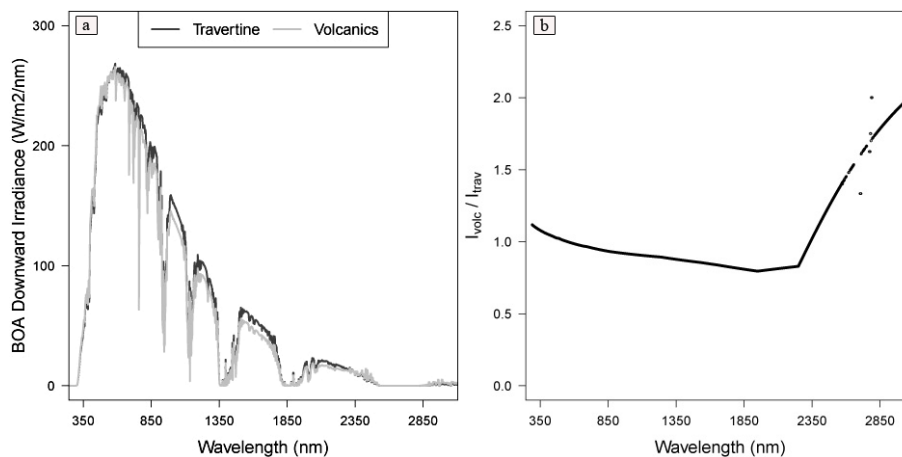 a
Travertine
Volcanics
300
200
100
0
BOA Downward Irradiance (W/m2/nm)
350 850 1350 1850 2350 2850
Wavelength (nm)
b
2.5
2.0
1.5
1.0
0.5
0.0
Ivolc / Itrav
350 850 1350 1850 2350 2850
Wavelength (nm)